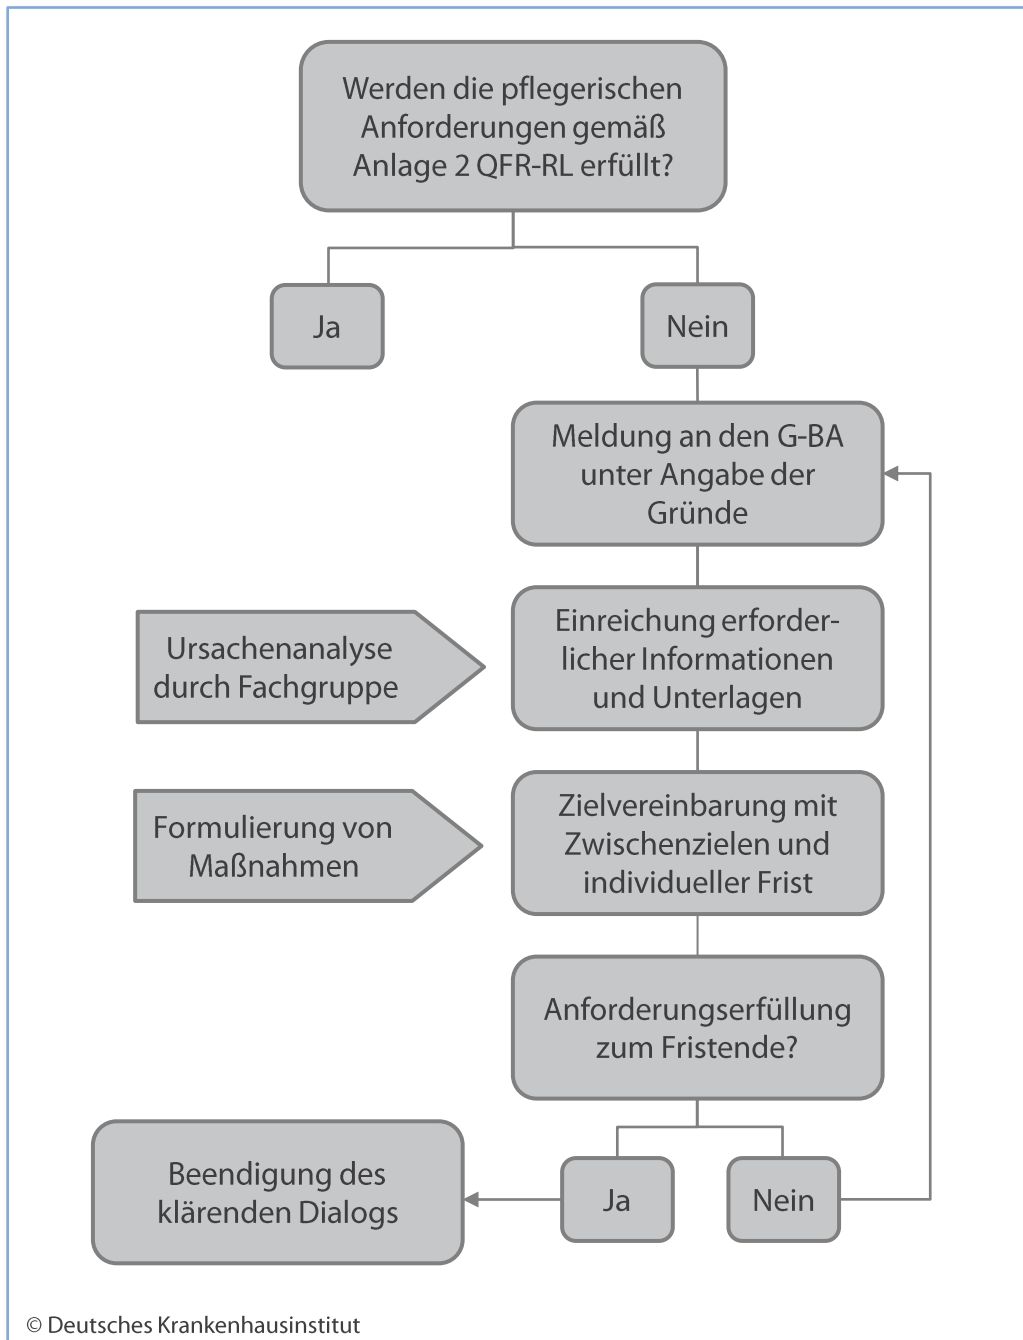 Werden die pflegerischen
Anforderungen gemäß
Anlage 2 QFR-RL erfüllt?
Ja
Nein
Meldung an den G-BA
unter Angabe der
Gründe
Ursachenanalyse
durch Fachgruppe
Einreichung erforder-
licher Informationen
und Unterlagen
Formulierung von
Maßnahmen
Zielvereinbarung mit
Zwischenzielen und
individueller Frist
Anforderungserfüllung
zum Fristende?
Beendigung des
klärenden Dialogs
Ja
Nein
© Deutsches Krankenhausinstitut